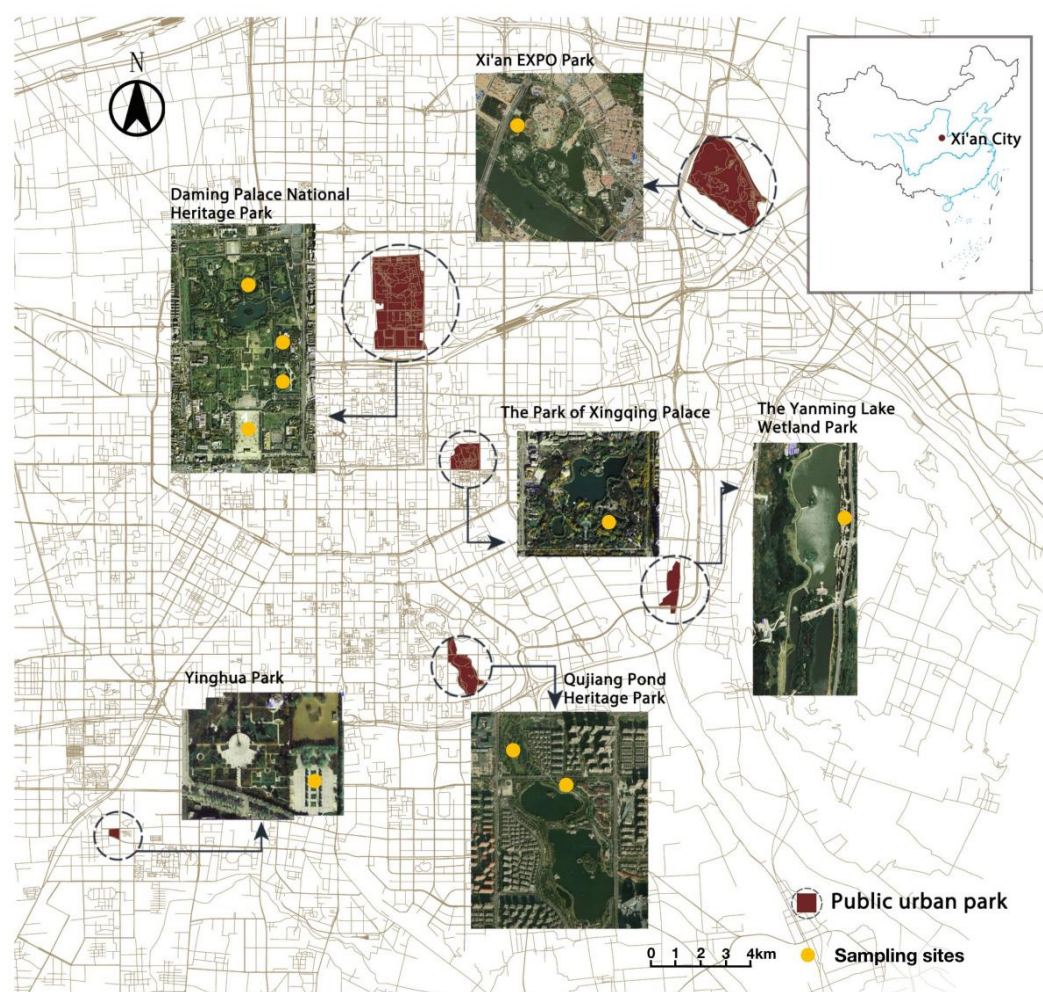 N
Xi'an EXPO Park
Xi'an City
Daming Palace National
Heritage Park
The Park of Xingqing Palace
The Yanming Lake
Wetland Park
Yinghua Park
Qujiang Pond
Heritage Park
Public urban park
0 1 2 3 4km
Sampling sites